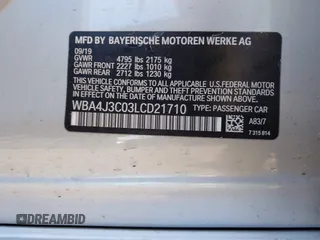 MFD BY BAYERISCHE MOTOREN WERKE AG
09/19
GVWR 4795 lbs 2175 kg
GAWR FRONT 2227 lbs 1010 kg
GAWR REAR 2712 lbs 1230 kg
THIS VEHICLE CONFORMS TO ALL APPLICABLE
U.S. FEDERAL MOTOR VEHICLE SAFETY, BUMPER,
AND THEFT PREVENTION STANDARDS IN EFFECT
ON THE DATE OF MANUFACTURE SHOWN ABOVE.
WBA4J3C03LCD21710
TYPE: PASSENGER CAR
A83/7
7 315 814
DREAMBID